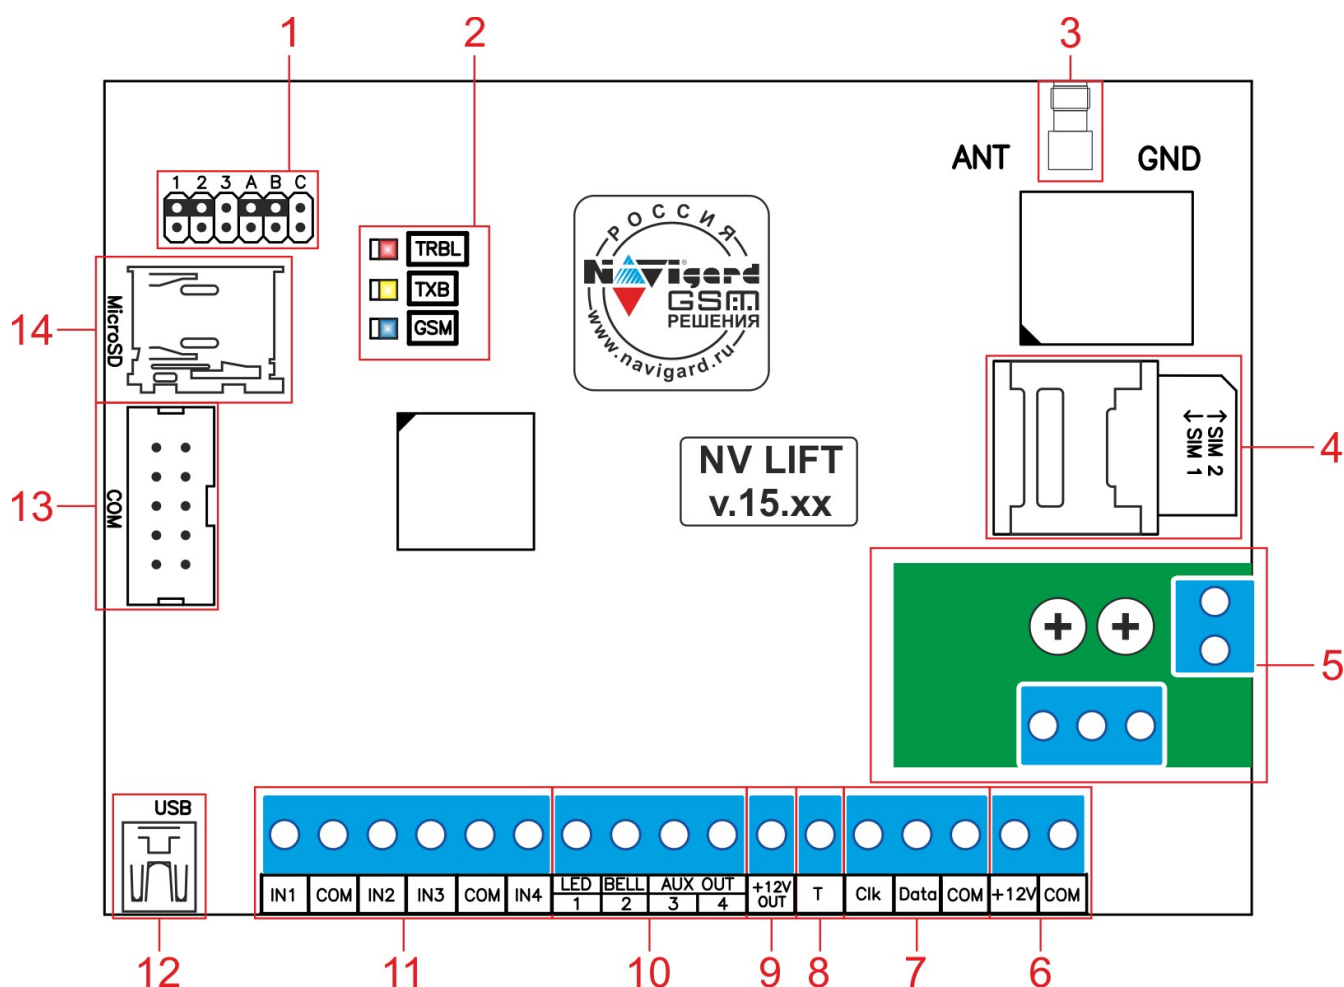 1 2 3
1 2 3 A B C
ANT GND
TRBL
TXB
GSM
РОССИЯ
Navigard
GSM
РЕШЕНИЯ
www.navigard.ru
14
MicroSD
↑ SIM 2
↓ SIM 1
4
NV LIFT
v.15.xx
13
COM
+ +
5
USB
IN1 COM IN2 IN3 COM IN4 LED BELL AUX OUT +12V OUT T Clk Data COM +12V COM
1 2 3 4
12 11 10 9 8 7 6